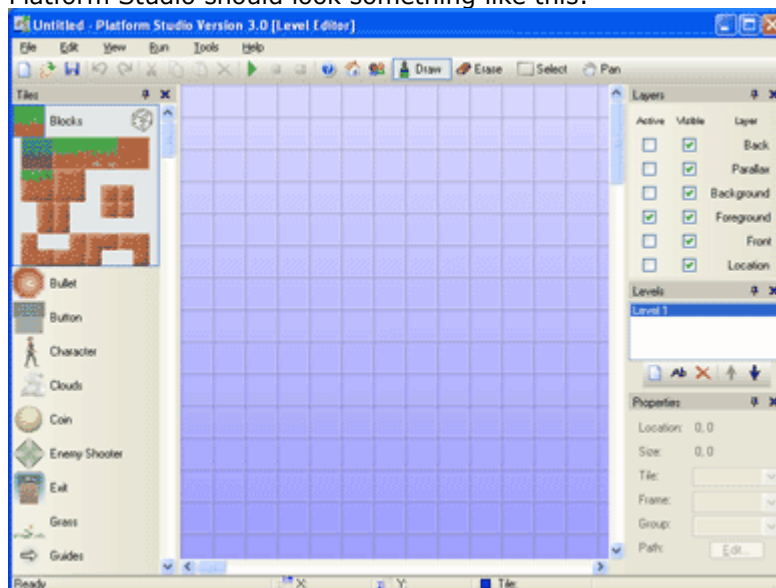 Platform Studio should look something like this:
Untitled - Platform Studio Version 3.0 [Level Editor]
File Edit View Run Tools Help
Draw Erase Select Pan
Tiles
Blocks
Bullet
Button
Character
Clouds
Coin
Enemy Shooter
Exit
Grass
Guides
Layers
Active Visible Layer
Back
Parallax
Background
Foreground
Front
Location
Levels
Level 1
Ab
Properties
Location: 0, 0
Size: 0, 0
Tile:
Frame:
Group:
Path: Edit...
Ready X: Y: Tile: